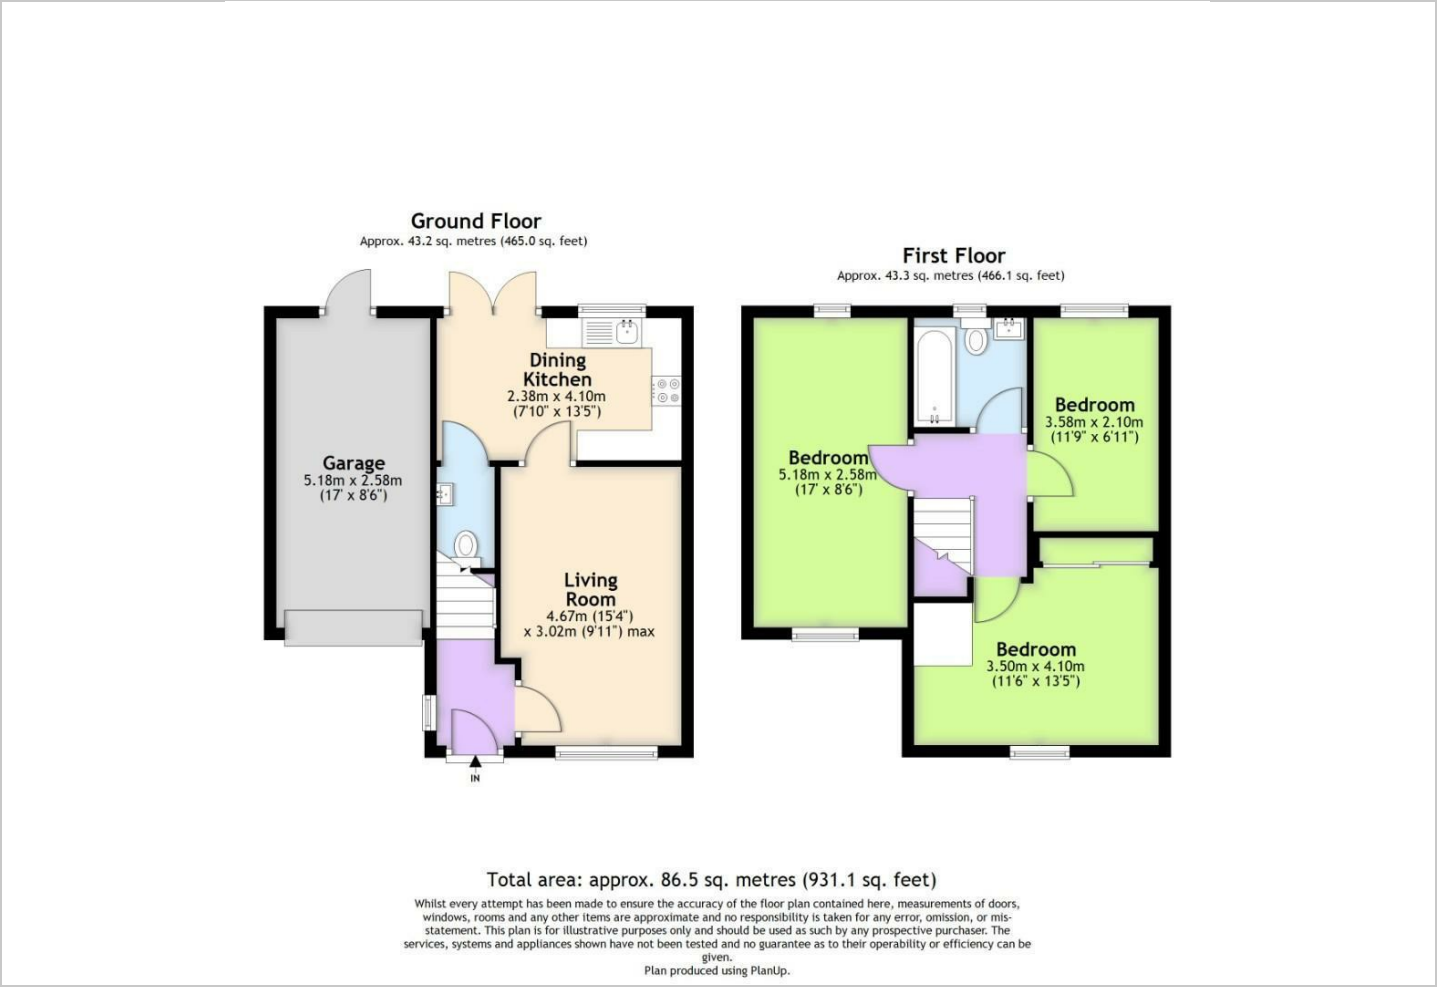 Ground Floor
Approx. 43.2 sq. metres (465.0 sq. feet)
Dining
Kitchen
2.38m x 4.10m
(7'10" x 13'5")
Garage
5.18m x 2.58m
(17' x 8'6")
Living
Room
4.67m (15'4")
x 3.02m (9'11") max
IN
First Floor
Approx. 43.3 sq. metres (466.1 sq. feet)
Bedroom
3.58m x 2.10m
(11'9" x 6'11")
Bedroom
5.18m x 2.58m
(17' x 8'6")
Bedroom
3.50m x 4.10m
(11'6" x 13'5")
Total area: approx. 86.5 sq. metres (931.1 sq. feet)
Whilst every attempt has been made to ensure the accuracy of the floor plan contained here, measurements of doors,
windows, rooms and any other items are approximate and no responsibility is taken for any error, omission, or mis-
statement. This plan is for illustrative purposes only and should be used as such by any prospective purchaser. The
services, systems and appliances shown have not been tested and no guarantee as to their operability or efficiency can be
given.
Plan produced using PlanUp.